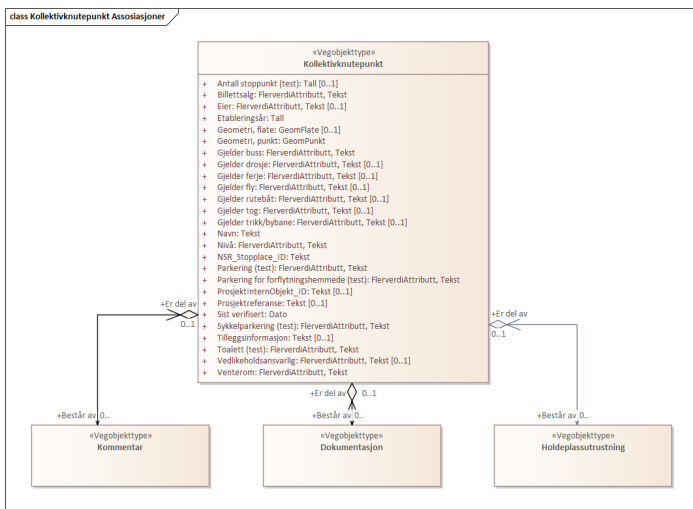 class Kollektivknutepunkt Assosiasjoner
«Vegobjekttype»
Kollektivknutepunkt
+ Antall stoppunkt (test): Tall [0..1]
+ Billettsalg: FlerverdiAttributt, Tekst
+ Eier: FlerverdiAttributt, Tekst [0..1]
+ Etableringsår: Tall
+ Geometri, flate: GeomFlate [0..1]
+ Geometri, punkt: GeomPunkt
+ Gjelder buss: FlerverdiAttributt, Tekst
+ Gjelder drosje: FlerverdiAttributt, Tekst [0..1]
+ Gjelder ferje: FlerverdiAttributt, Tekst [0..1]
+ Gjelder fly: FlerverdiAttributt, Tekst [0..1]
+ Gjelder rutebåt: FlerverdiAttributt, Tekst [0..1]
+ Gjelder tog: FlerverdiAttributt, Tekst [0..1]
+ Gjelder trikk/bybane: FlerverdiAttributt, Tekst [0..1]
+ Navn: Tekst
+ Nivå: FlerverdiAttributt, Tekst
+ NSR_Stopplace_ID: Tekst
+ Parkering (test): FlerverdiAttributt, Tekst
+ Parkering for forflytningshemmede (test): FlerverdiAttributt, Tekst
+ ProsjektInternObjekt_ID: Tekst [0..1]
+ Prosjektreferanse: Tekst [0..1]
+ Sist verifisert: Dato
+ Sykkelparkering (test): FlerverdiAttributt, Tekst
+ Tilleggsinformasjon: Tekst [0..1]
+ Toalett (test): FlerverdiAttributt, Tekst
+ Vedlikeholdsansvarlig: FlerverdiAttributt, Tekst [0..1]
+ Venterom: FlerverdiAttributt, Tekst
+Er del av
0..1
+Er del av
0..1
+Er del av 0..1
+Består av 0..
+Består av 0..
+Består av 0..
«Vegobjekttype»
Kommentar
«Vegobjekttype»
Dokumentasjon
«Vegobjekttype»
Holdeplassutrustning